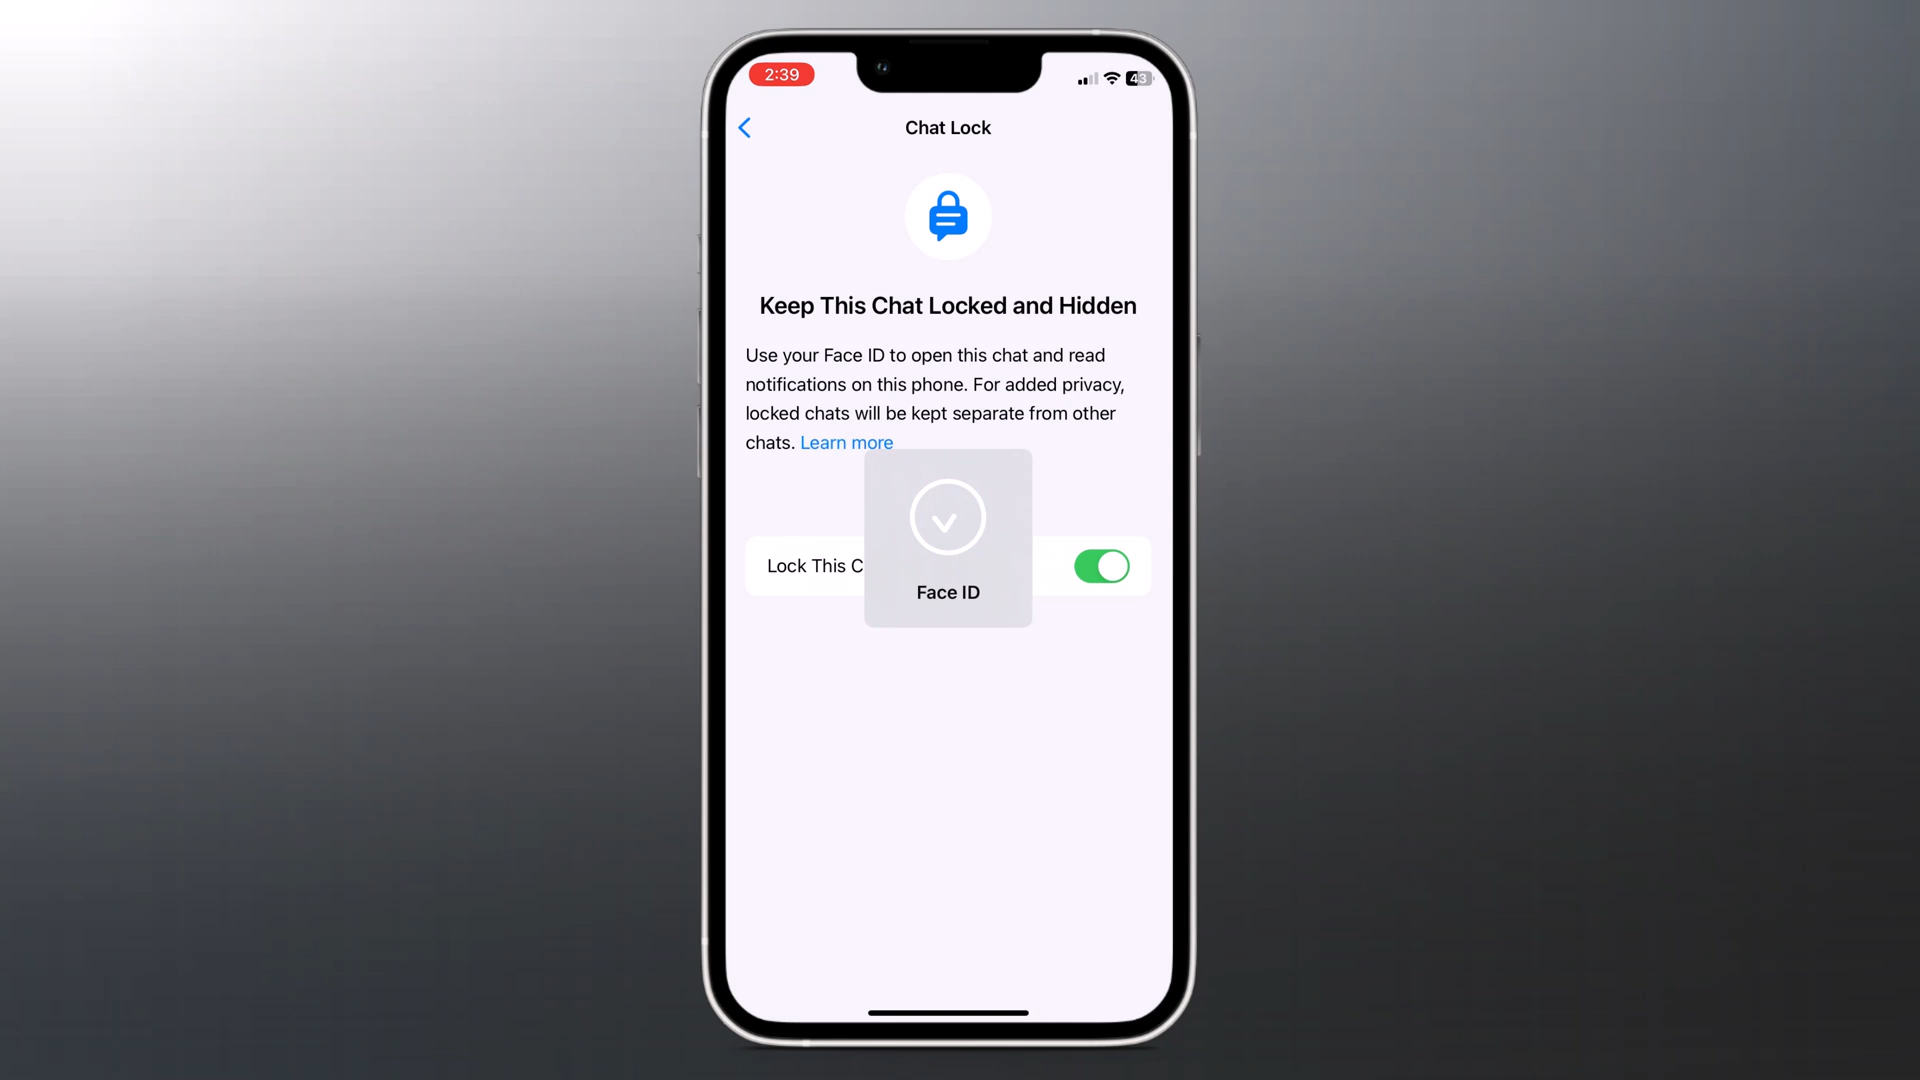 2:39
43
Chat Lock
Keep This Chat Locked and Hidden
Use your Face ID to open this chat and read
notifications on this phone. For added privacy,
locked chats will be kept separate from other
chats. Learn more
Lock This C
Face ID